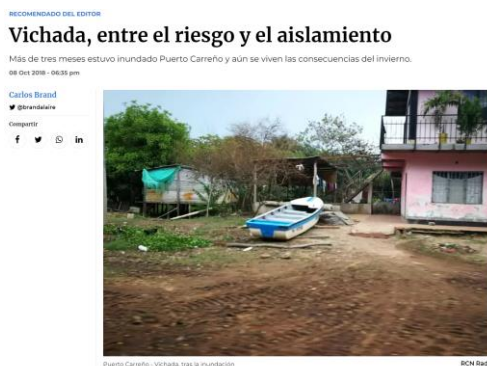 RECOMENDADO DEL EDITOR
Vichada, entre el riesgo y el aislamiento
Más de tres meses estuvo inundado Puerto Carreño y aún se viven las consecuencias del invierno.
08 Oct 2018 - 06:35 pm
Carlos Brand
@brandalaire
Compartir
Puerto Carreño - Vichada, tras la inundación
RCN Rad